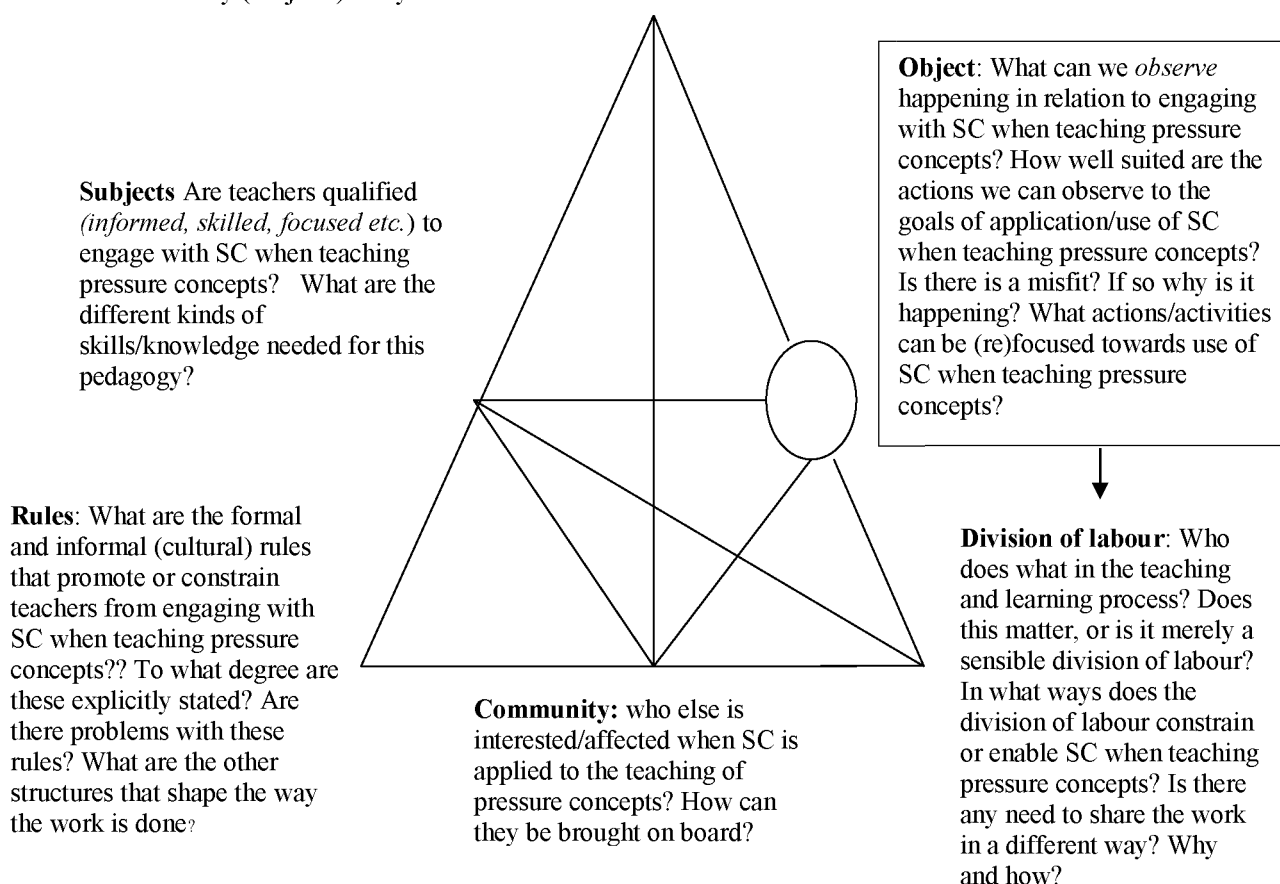 Object: What can we observe
happening in relation to engaging
with SC when teaching pressure
concepts? How well suited are the
actions we can observe to the
goals of application/use of SC
when teaching pressure concepts?
Is there is a misfit? If so why is it
happening? What actions/activities
can be (re)focused towards use of
SC when teaching pressure
concepts?
Subjects Are teachers qualified
(informed, skilled, focused etc.) to
engage with SC when teaching
pressure concepts? What are the
different kinds of
skills/knowledge needed for this
pedagogy?
Rules: What are the formal
and informal (cultural) rules
that promote or constrain
teachers from engaging with
SC when teaching pressure
concepts?? To what degree are
these explicitly stated? Are
there problems with these
rules? What are the other
structures that shape the way
the work is done?
Community: who else is
interested/affected when SC is
applied to the teaching of
pressure concepts? How can
they be brought on board?
Division of labour: Who
does what in the teaching
and learning process? Does
this matter, or is it merely a
sensible division of labour?
In what ways does the
division of labour constrain
or enable SC when teaching
pressure concepts? Is there
any need to share the work
in a different way? Why
and how?